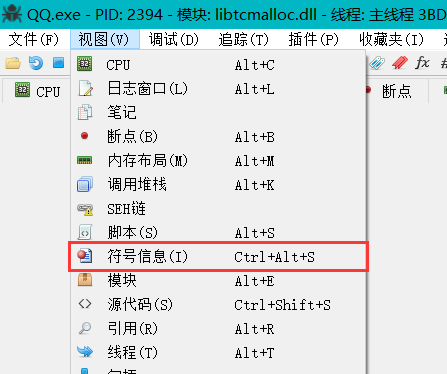 QQ.exe - PID: 2394 - 模块: libtcmalloc.dll - 线程: 主线程 3BD
文件(F) 视图(V) 调试(D) 追踪(T) 插件(P) 收藏夹(I)
CPU 断点
CPU Alt+C
日志窗口(L) Alt+L
笔记
断点(B) Alt+B
内存布局(M) Alt+M
调用堆栈 Alt+K
SEH链
脚本(S) Alt+S
符号信息(I) Ctrl+Alt+S
模块 Alt+E
源代码(S) Ctrl+Shift+S
引用(R) Alt+R
线程(T) Alt+T